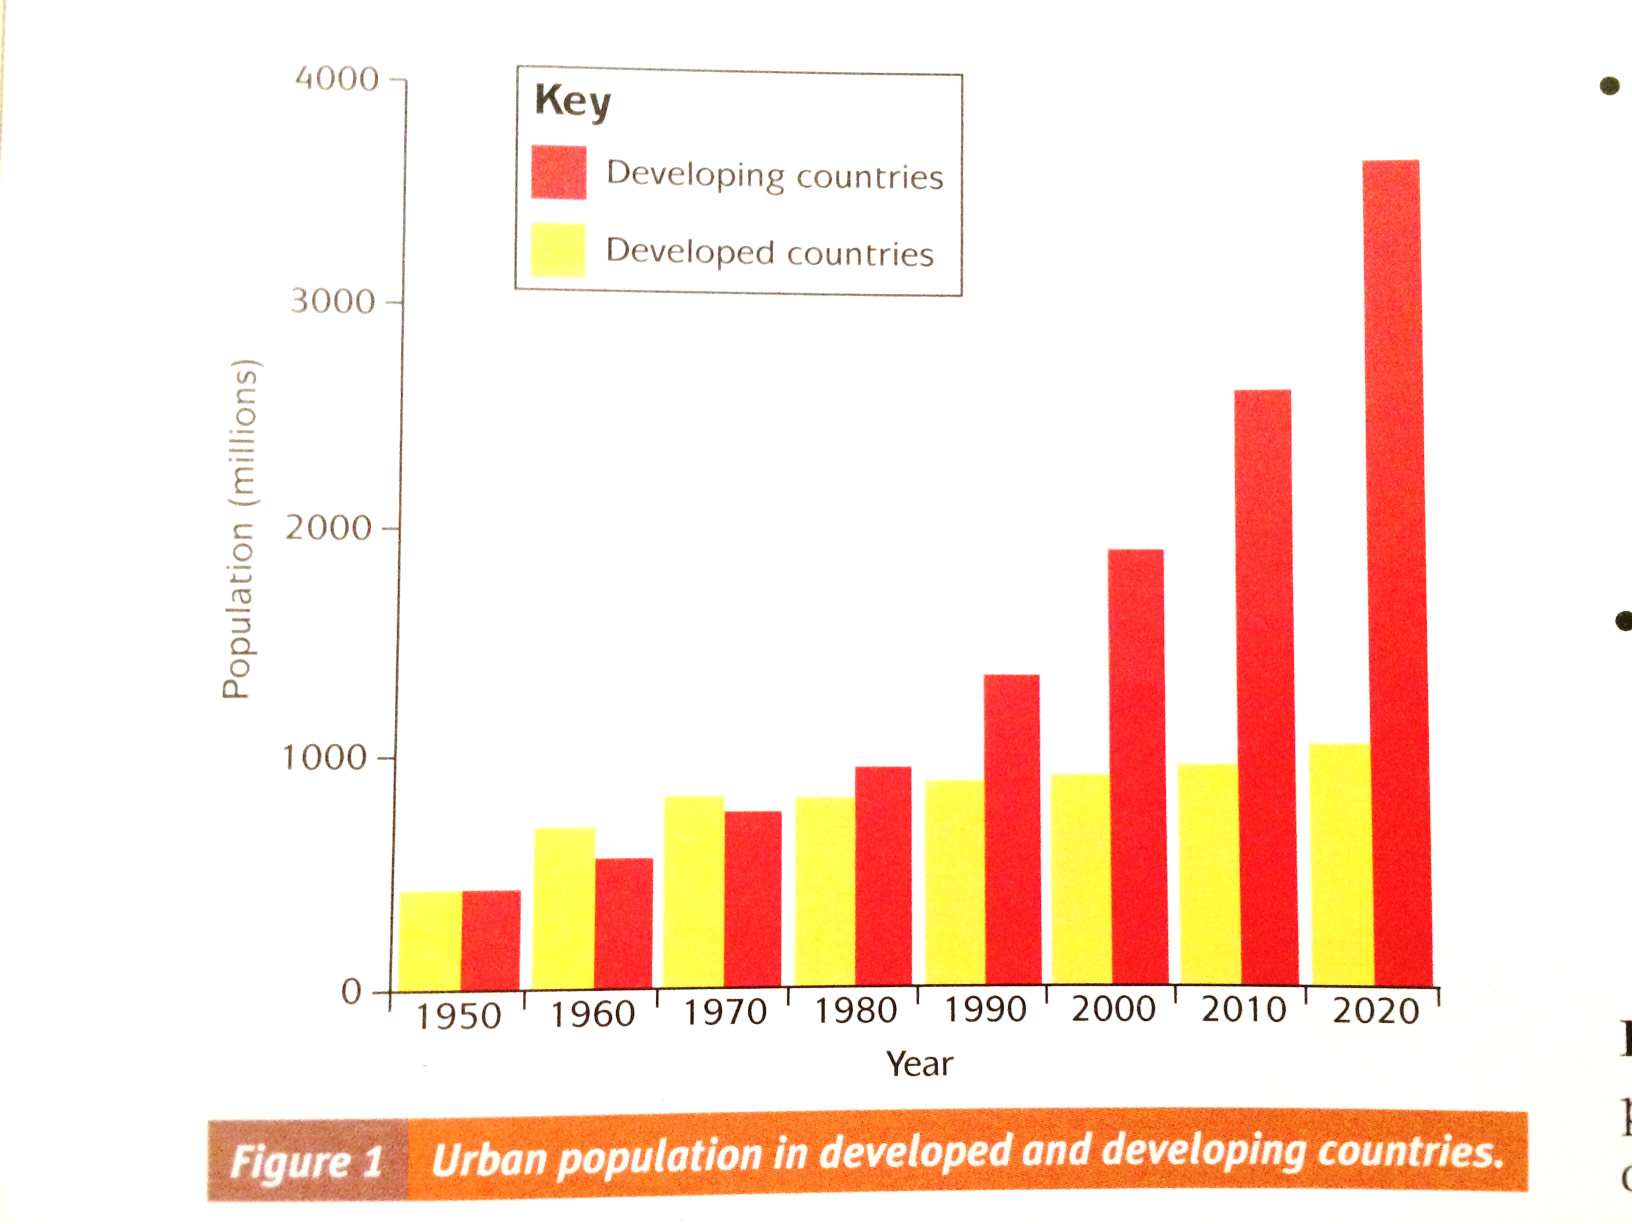 4000
Key
Developing countries
Developed countries
3000
2000
1000
0
Population (millions)
1950 1960 1970 1980 1990 2000 2010 2020
Year
Figure 1 Urban population in developed and developing countries.